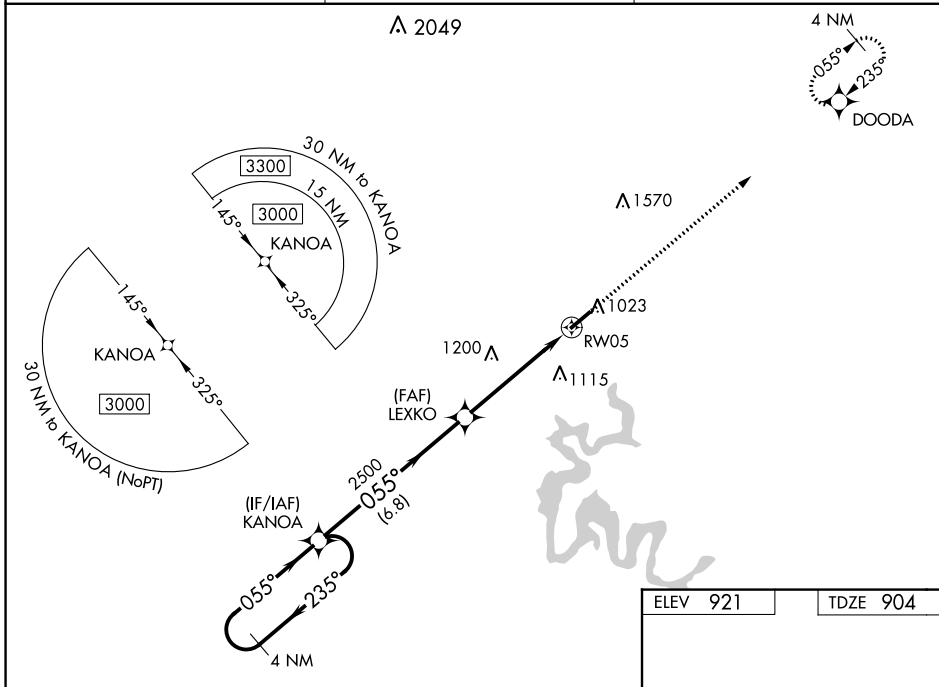 2049
4 NM
055°
235°
DOODA
30 NM to KANOA
3300
15 NM
3000
145°
KANOA
325°
1570
145°
KANOA
325°
3000
30 NM to KANOA (NoPT)
1023
RW05
1200
1115
(FAF)
LEXKO
2500
055°
(6.8)
(IF/IAF)
KANOA
055°
235°
4 NM
ELEV 921
TDZE 904